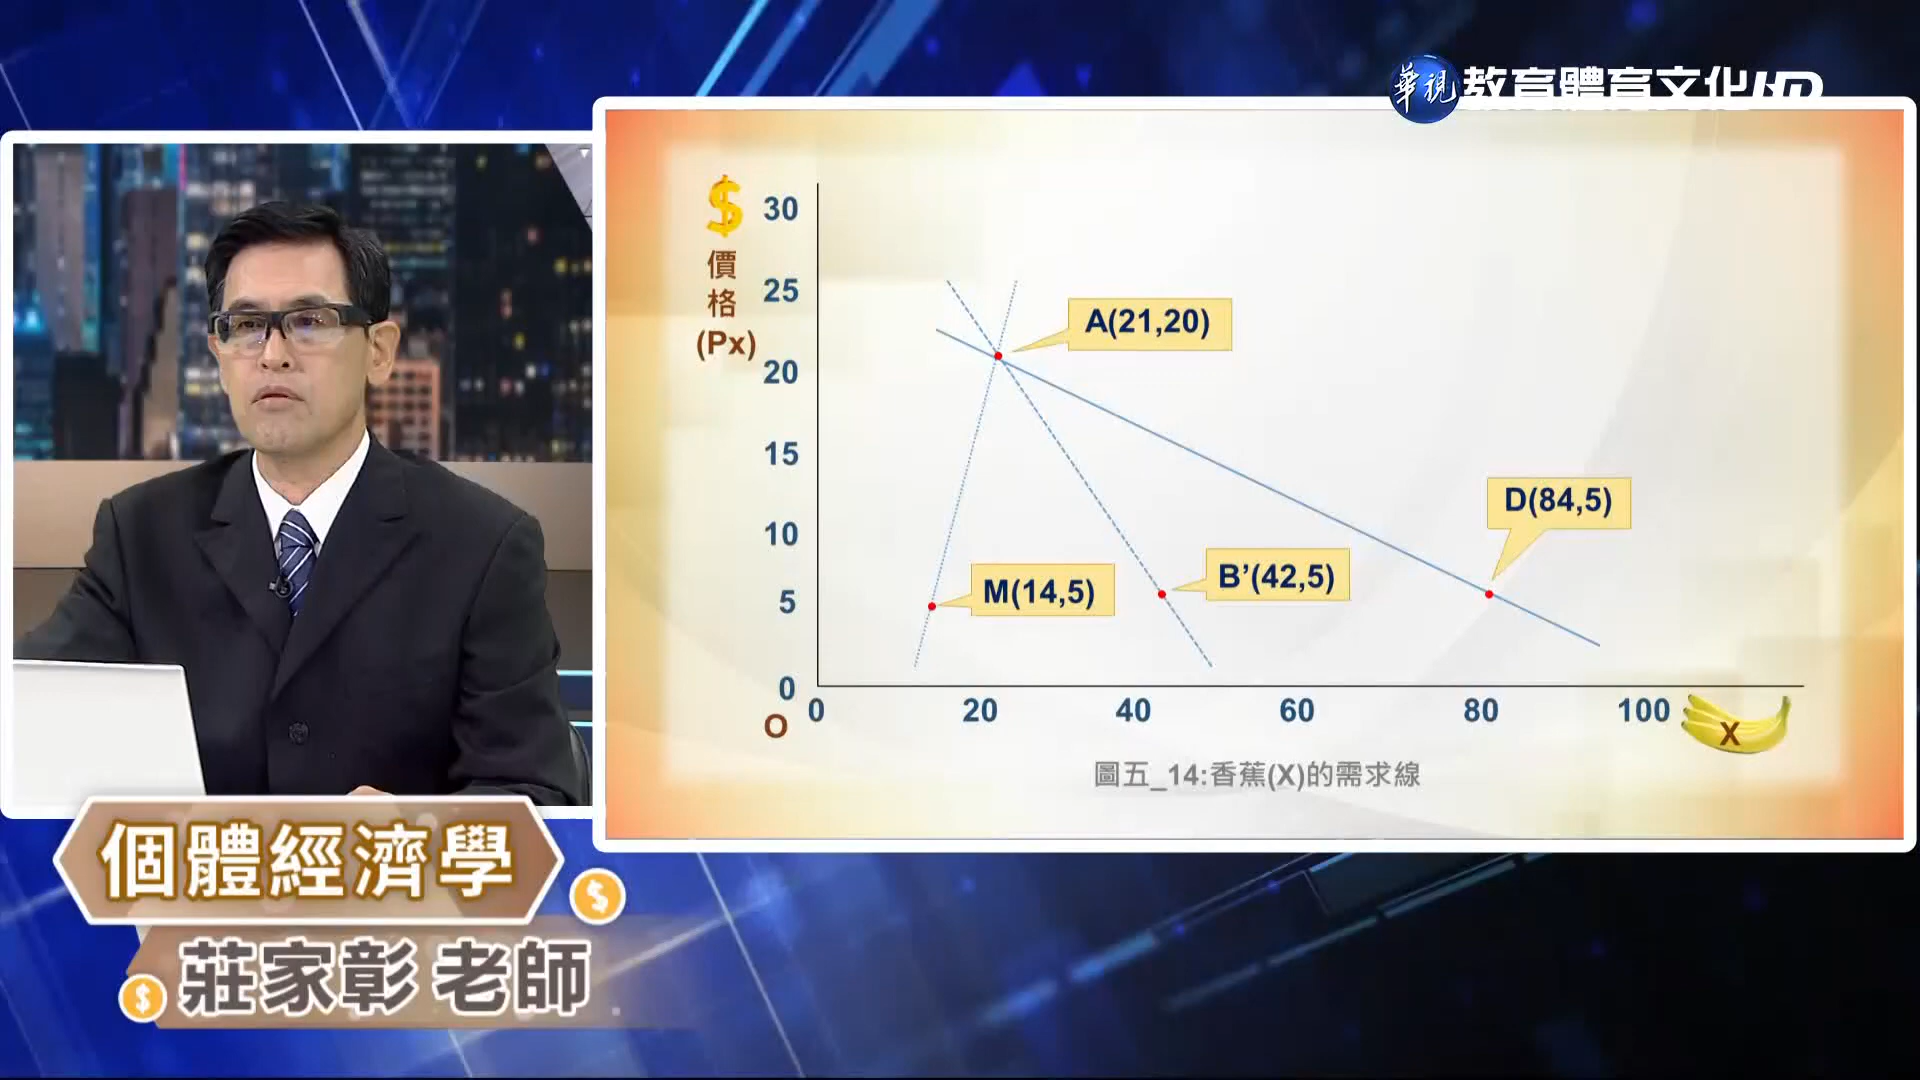 華視 教育體育文化HD
$ 30
價
格
(Px)
25
20
15
10
5
0
O
A(21,20)
D(84,5)
B’(42,5)
M(14,5)
0 20 40 60 80 100 X
圖五_14:香蕉(X)的需求線
個體經濟學 $
$ 莊家彰 老師